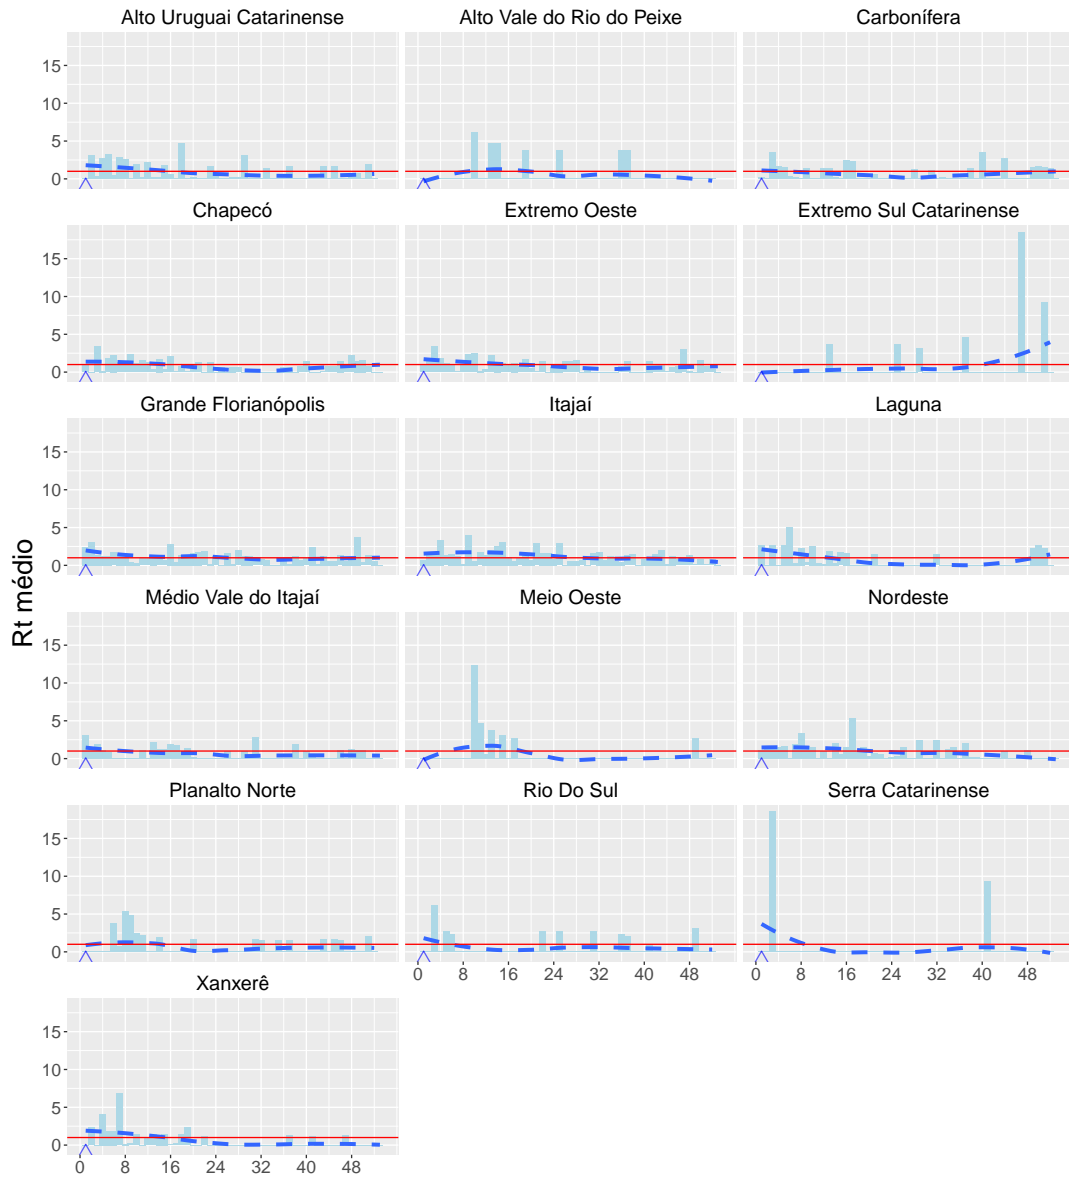 Alto Uruguai Catarinense Alto Vale do Rio do Peixe Carbonífera
15
10
5
0
Chapecó Extremo Oeste Extremo Sul Catarinense
15
10
5
0
Grande Florianópolis Itajaí Laguna
15
10
5
0
Rt médio
Médio Vale do Itajaí Meio Oeste Nordeste
15
10
5
0
Planalto Norte Rio Do Sul Serra Catarinense
15
10
5
0
0 8 16 24 32 40 48 0 8 16 24 32 40 48
Xanxerê
15
10
5
0
0 8 16 24 32 40 48